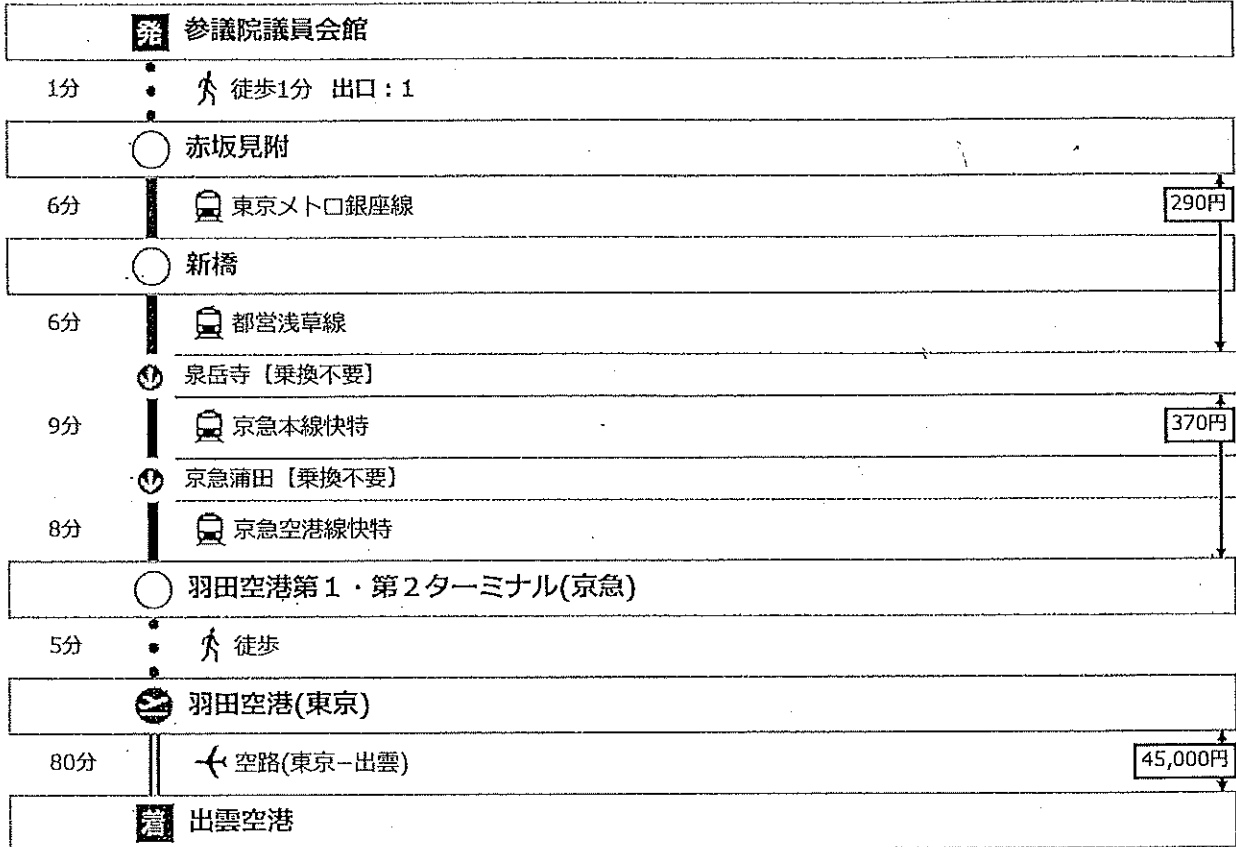 発 参議院議員会館
1分 徒歩1分 出口：1
赤坂見附
6分 東京メトロ銀座線 290円
新橋
6分 都営浅草線
泉岳寺［乗換不要］
9分 京急本線快特 370円
京急蒲田［乗換不要］
8分 京急空港線快特
羽田空港第１・第２ターミナル(京急)
5分 徒歩
羽田空港(東京)
80分 空路(東京−出雲) 45,000円
着 出雲空港